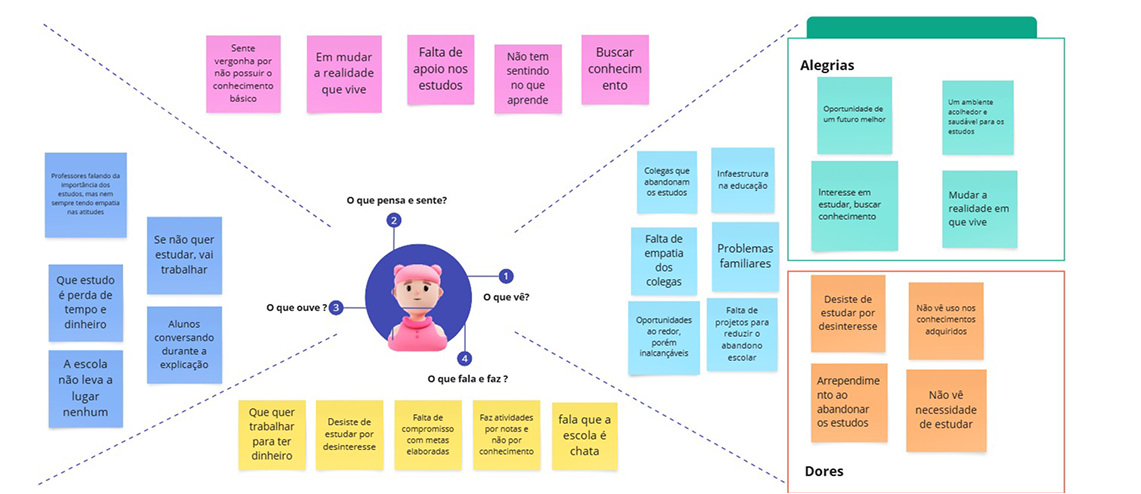 Sente
vergonha por
não possuir o
conhecimento
básico
Em mudar
a realidade
que vive
Falta de
apoio nos
estudos
Não tem
sentindo
no que
aprende
Buscar
conhecim
ento
O que pensa e sente?
2
1
O que vê?
O que ouve ?
3
4
O que fala e faz ?
Professores falando da
importância dos
estudos, mas nem
sempre tendo empatia
nas atitudes
Se não quer
estudar, vai
trabalhar
Que estudo
é perda de
tempo e
dinheiro
Alunos
conversando
durante a
explicação
A escola
não leva a
lugar
nenhum
Colegas que
abandonam
os estudos
Infaestrutura
na educação
Falta de
empatia
dos
colegas
Problemas
familiares
Oportunidades
ao redor,
porém
inalcançáveis
Falta de
projetos para
reduzir o
abandono
escolar
Que quer
trabalhar
para ter
dinheiro
Desiste de
estudar por
desinteresse
Falta de
compromisso
com metas
elaboradas
Faz atividades
por notas e
não por
conhecimento
fala que a
escola é
chata
Alegrias
Oportunidade de
um futuro melhor
Um ambiente
acolhedor e
saudável para os
estudos
Interesse em
estudar, buscar
conhecimento
Mudar a
realidade em
que vive
Desiste de
estudar por
desinteresse
Não vê uso nos
conhecimentos
adquiridos
Arrependime
nto ao
abandonar
os estudos
Não vê
necessidade
de estudar
Dores